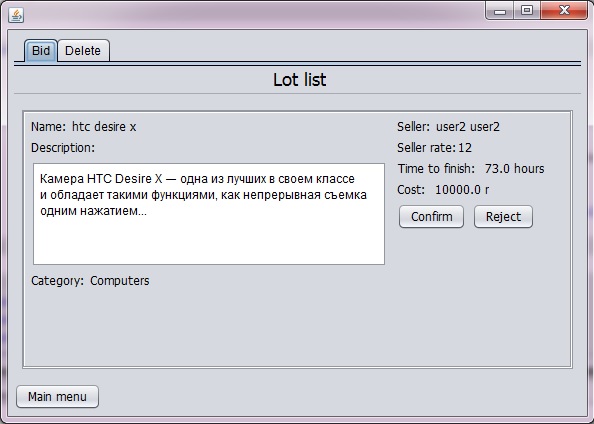 Bid Delete
Lot list
Name: htc desire x
Description:
Камера HTC Desire X — одна из лучших в своем классе
и обладает такими функциями, как непрерывная съемка
одним нажатием...
Category: Computers
Seller: user2 user2
Seller rate: 12
Time to finish: 73.0 hours
Cost: 10000.0 r
Confirm Reject
Main menu